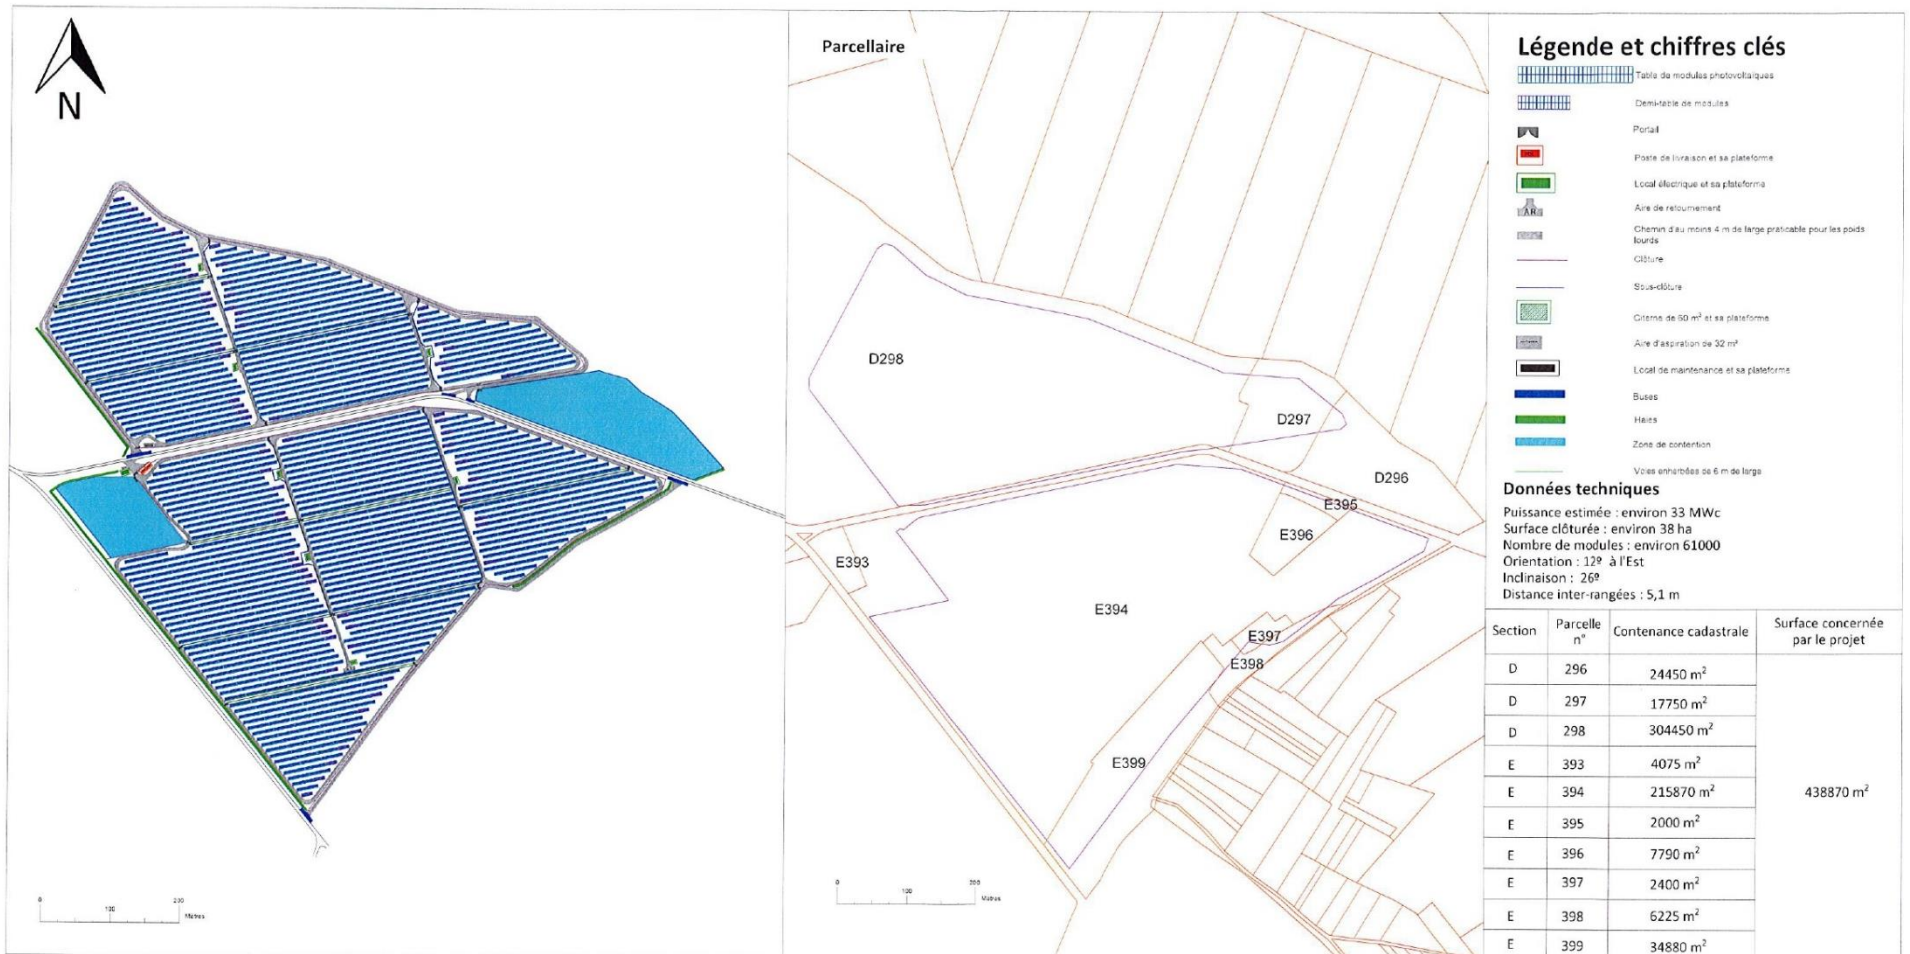 N
0
100
200
Mètres
Parcellaire
D298
D297
D296
E395
E396
E393
E394
E397
E398
E399
0
100
200
Mètres
Légende et chiffres clés
Table de modules photovoltaïques
Demi-table de modules
Portail
Poste de livraison et sa plateforme
Local électrique et sa plateforme
AR
Aire de retournement
Chemin d'au moins 4 m de large praticable pour les poids
lourds
Clôture
Sous-clôture
Citerne de 60 m³ et sa plateforme
Aire d'aspiration de 32 m²
Local de maintenance et sa plateforme
Buses
Haies
Zone de contention
Voies enherbées de 6 m de large
Données techniques
Puissance estimée : environ 33 MWc
Surface clôturée : environ 38 ha
Nombre de modules : environ 61000
Orientation : 12º à l'Est
Inclinaison : 26º
Distance inter-rangées : 5,1 m
Section Parcelle n° Contenance cadastrale Surface concernée par le projet
D 296 24450 m²
D 297 17750 m²
D 298 304450 m²
E 393 4075 m²
E 394 215870 m² 438870 m²
E 395 2000 m²
E 396 7790 m²
E 397 2400 m²
E 398 6225 m²
E 399 34880 m²